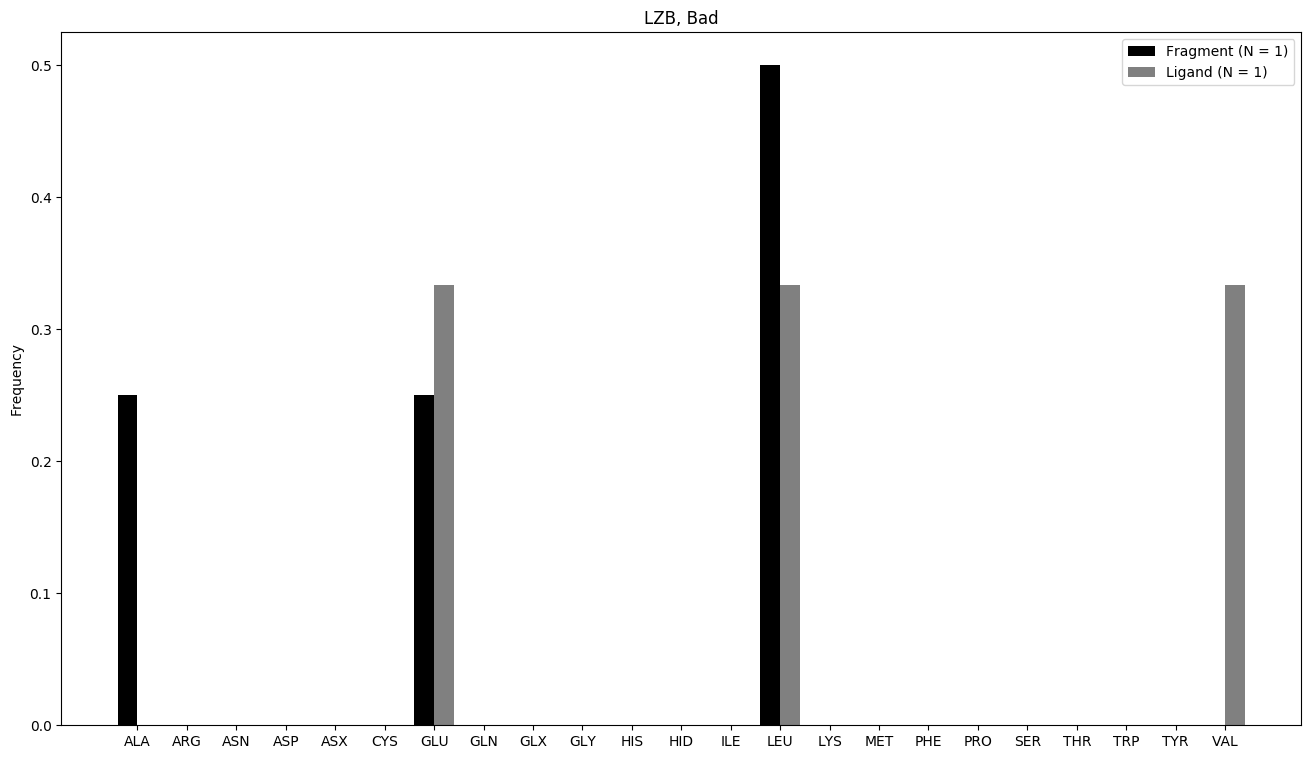 LZB, Bad
Fragment (N = 1)
Ligand (N = 1)
Frequency
0.5
0.4
0.3
0.2
0.1
0.0
ALA ARG ASN ASP ASX CYS GLU GLN GLX GLY HIS HID ILE LEU LYS MET PHE PRO SER THR TRP TYR VAL